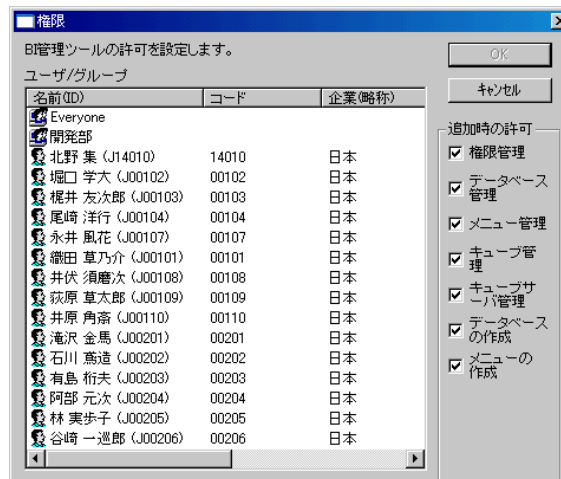 権限
BI管理ツールの許可を設定します。
OK
ユーザ/グループ
キャンセル
名前(ID) コード 企業(略称)
Everyone
開発部
北野 集 (J14010) 14010 日本
堀口 学大 (J00102) 00102 日本
梶井 友次郎 (J00103) 00103 日本
尾崎 洋行 (J00104) 00104 日本
永井 風花 (J00107) 00107 日本
織田 草乃介 (J00101) 00101 日本
井伏 須磨次 (J00108) 00108 日本
荻原 草太郎 (J00109) 00109 日本
井原 角斎 (J00110) 00110 日本
滝沢 金馬 (J00201) 00201 日本
石川 蔦造 (J00202) 00202 日本
有島 桁夫 (J00203) 00203 日本
阿部 元次 (J00204) 00204 日本
林 実歩子 (J00205) 00205 日本
谷崎 一巡郎 (J00206) 00206 日本
追加時の許可
権限管理
データベース
管理
メニュー管理
キューブ管
理
キューブサ
ーバ管理
データベース
の作成
メニューの
作成